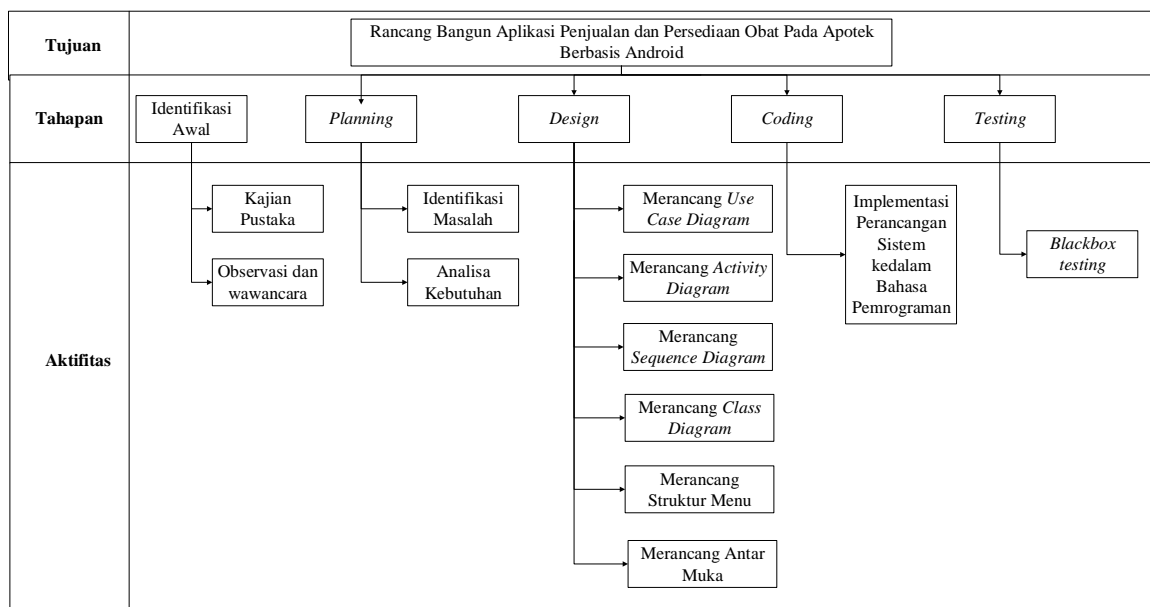 Tujuan
Rancang Bangun Aplikasi Penjualan dan Persediaan Obat Pada Apotek
Berbasis Android
Tahapan
Identifikasi
Awal
Planning
Design
Coding
Testing
Aktifitas
Kajian
Pustaka
Observasi dan
wawancara
Identifikasi
Masalah
Analisa
Kebutuhan
Merancang Use
Case Diagram
Merancang Activity
Diagram
Merancang
Sequence Diagram
Merancang Class
Diagram
Merancang
Struktur Menu
Merancang Antar
Muka
Implementasi
Perancangan
Sistem
kedalam
Bahasa
Pemrograman
Blackbox
testing